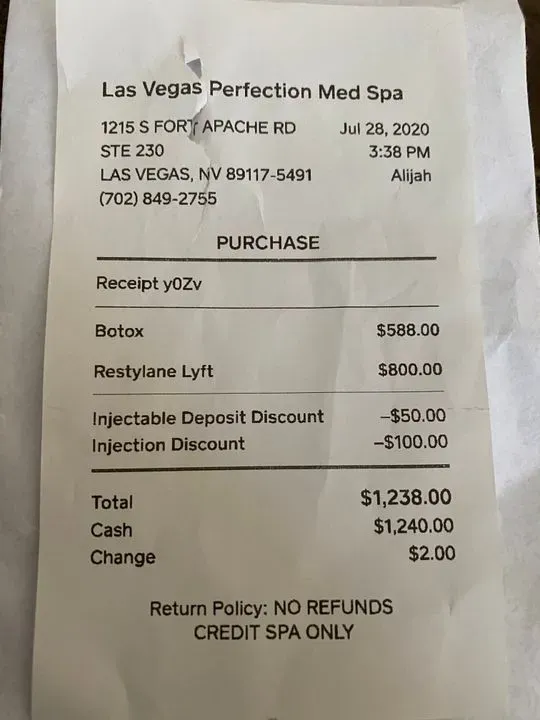 Las Vegas Perfection Med Spa
1215 S FORT APACHE RD Jul 28, 2020
STE 230 3:38 PM
LAS VEGAS, NV 89117-5491 Alijah
(702) 849-2755
PURCHASE
Receipt y0Zv
Botox $588.00
Restylane Lyft $800.00
Injectable Deposit Discount –$50.00
Injection Discount –$100.00
Total $1,238.00
Cash $1,240.00
Change $2.00
Return Policy: NO REFUNDS
CREDIT SPA ONLY